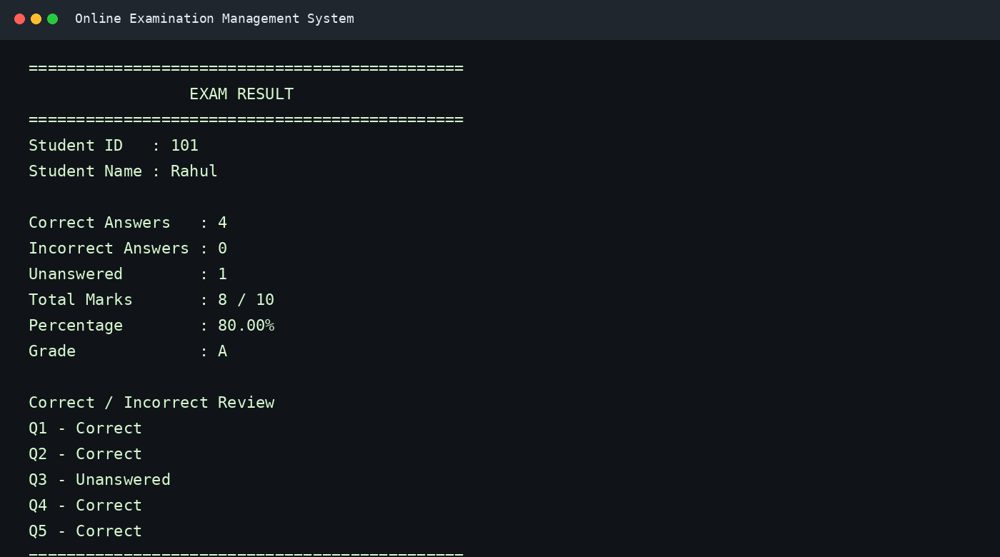 Online Examination Management System
==============================================
                 EXAM RESULT
==============================================
Student ID   : 101
Student Name : Rahul

Correct Answers   : 4
Incorrect Answers : 0
Unanswered        : 1
Total Marks       : 8 / 10
Percentage        : 80.00%
Grade             : A

Correct / Incorrect Review
Q1 - Correct
Q2 - Correct
Q3 - Unanswered
Q4 - Correct
Q5 - Correct
==============================================